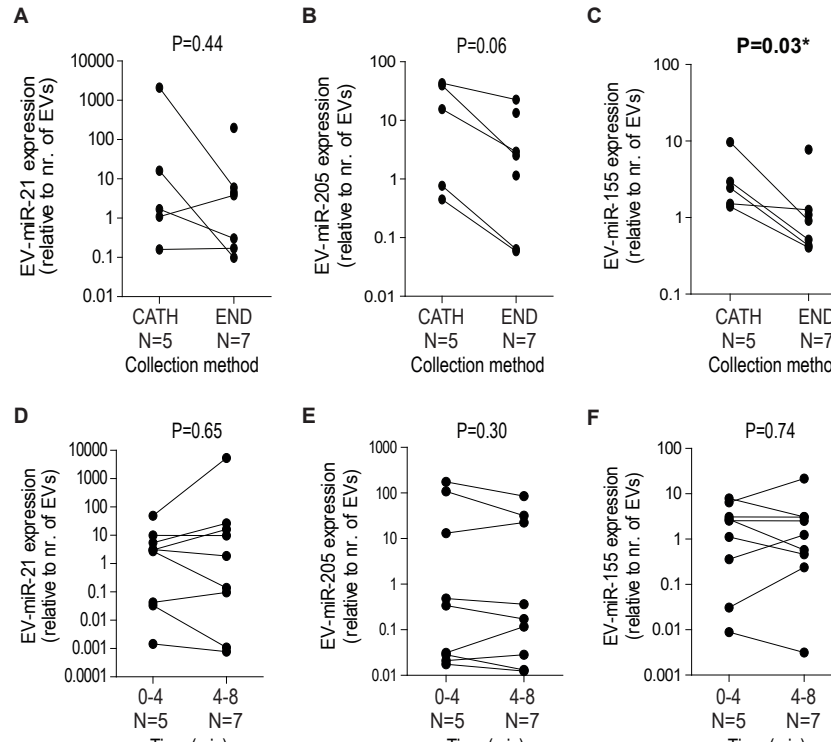 A
P=0.44
EV-miR-21 expression
(relative to nr. of EVs)
10000
1000
100
10
1
0.1
0.01
CATH END
N=5 N=7
Collection method
B
P=0.06
EV-miR-205 expression
(relative to nr. of EVs)
100
10
1
0.1
0.01
CATH END
N=5 N=7
Collection method
C
P=0.03*
EV-miR-155 expression
(relative to nr. of EVs)
100
10
1
0.1
CATH END
N=5 N=7
Collection method
D
P=0.65
EV-miR-21 expression
(relative to nr. of EVs)
10000
1000
100
10
1
0.1
0.01
0.001
0.0001
0-4 4-8
N=5 N=7
E
P=0.30
EV-miR-205 expression
(relative to nr. of EVs)
1000
100
10
1
0.1
0.01
0-4 4-8
N=5 N=7
F
P=0.74
EV-miR-155 expression
(relative to nr. of EVs)
100
10
1
0.1
0.01
0.001
0-4 4-8
N=5 N=7